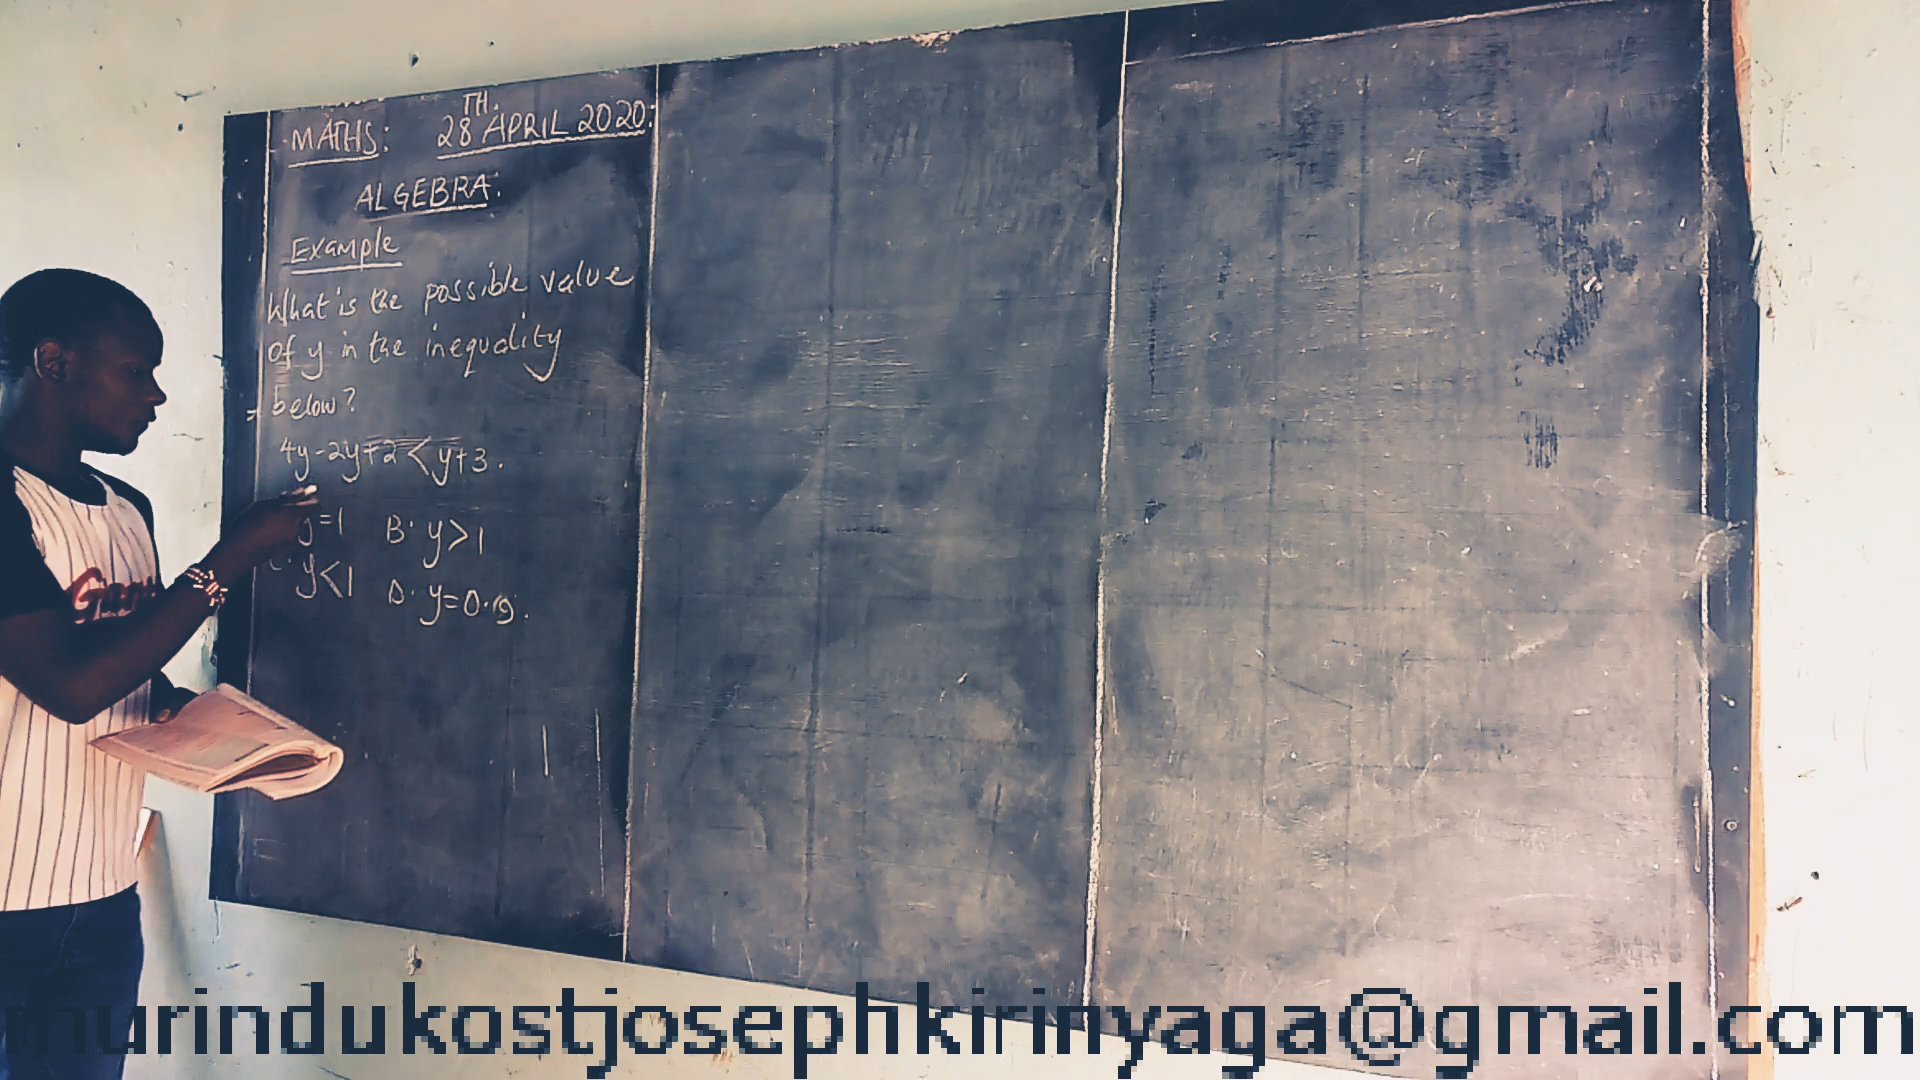 MATHS: 28TH. APRIL 2020:
ALGEBRA:
Example
What is the possible value
of y in the inequality
below?
4y-2y+2<y+3.
y=1 B. y>1
C. y<1 D. y=0.9.
murindukostjosephkirinyaga@gmail.com